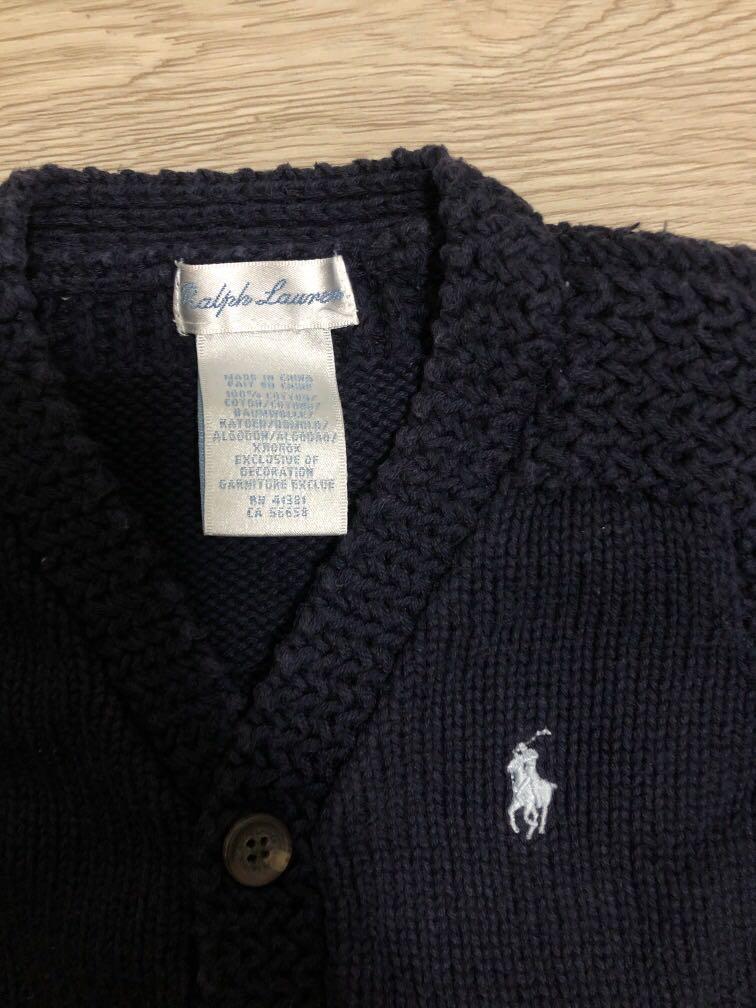 Ralph Lauren
MADE IN CHINA
FAIT EN CHINE
100% COTTON/
COTON/COTONE/
BAUMWOLLE/
KATOEN/BOMULD/
ALGODON/ALGODAO/
ХЛОПОК
EXCLUSIVE OF
DECORATION
GARNITURE EXCLUE
RN 41381
CA 56658